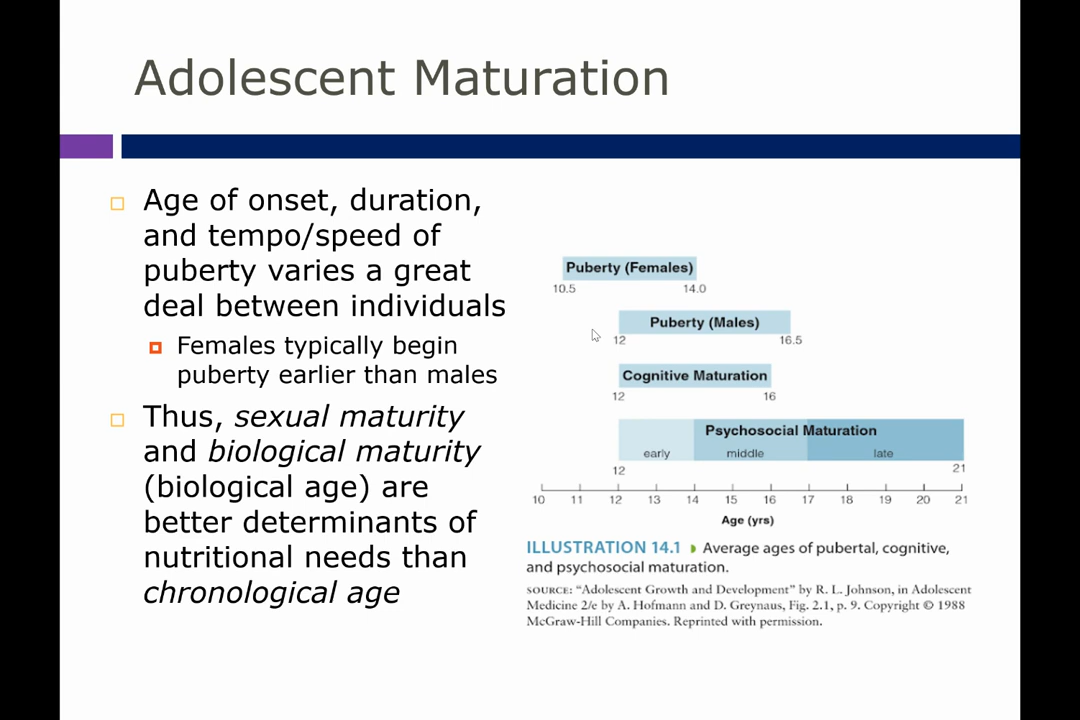 Adolescent Maturation
Age of onset, duration,
and tempo/speed of
puberty varies a great
deal between individuals
Females typically begin
puberty earlier than males
Thus, sexual maturity
and biological maturity
(biological age) are
better determinants of
nutritional needs than
chronological age
Puberty (Females)
10.5 14.0
Puberty (Males)
12 16.5
Cognitive Maturation
12 16
Psychosocial Maturation
early middle late
12 21
10 11 12 13 14 15 16 17 18 19 20 21
Age (yrs)
ILLUSTRATION 14.1 Average ages of pubertal, cognitive,
and psychosocial maturation.
SOURCE: “Adolescent Growth and Development” by R. L. Johnson, in Adolescent
Medicine 2/e by A. Hofmann and D. Greynaus, Fig. 2.1, p. 9. Copyright © 1988
McGraw-Hill Companies. Reprinted with permission.